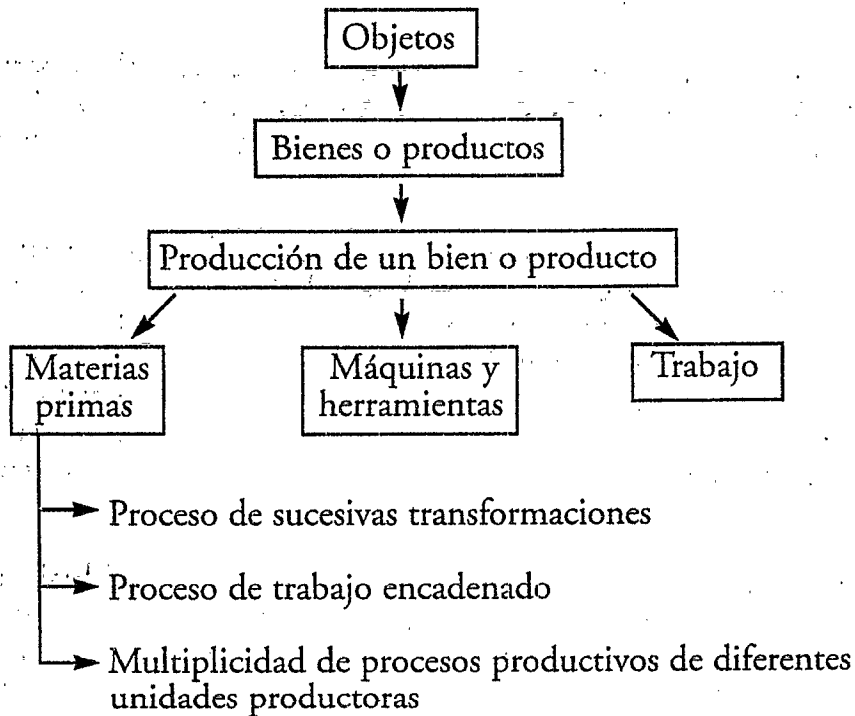 Objetos
Bienes o productos
Producción de un bien o producto
Materias
primas
Máquinas y
herramientas
Trabajo
Proceso de sucesivas transformaciones
Proceso de trabajo encadenado
Multiplicidad de procesos productivos de diferentes
unidades productoras